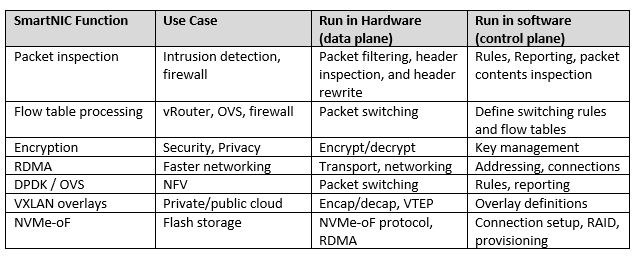 SmartNIC Function Use Case Run in Hardware (data plane) Run in software (control plane)
Packet inspection Intrusion detection, firewall Packet filtering, header inspection, and header rewrite Rules, Reporting, packet contents inspection
Flow table processing vRouter, OVS, firewall Packet switching Define switching rules and flow tables
Encryption Security, Privacy Encrypt/decrypt Key management
RDMA Faster networking Transport, networking Addressing, connections
DPDK / OVS NFV Packet switching Rules, reporting
VXLAN overlays Private/public cloud Encap/decap, VTEP Overlay definitions
NVMe-oF Flash storage NVMe-oF protocol, RDMA Connection setup, RAID, provisioning